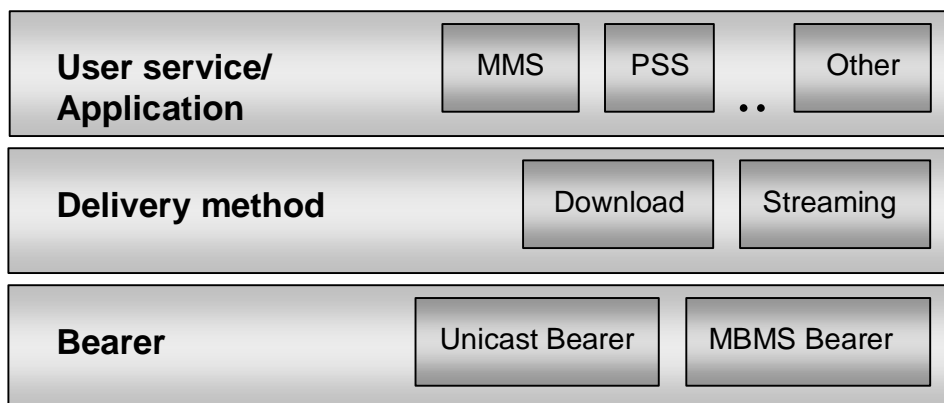 User service/
Application
MMS
PSS
..
Other
Delivery method
Download
Streaming
Bearer
Unicast Bearer
MBMS Bearer